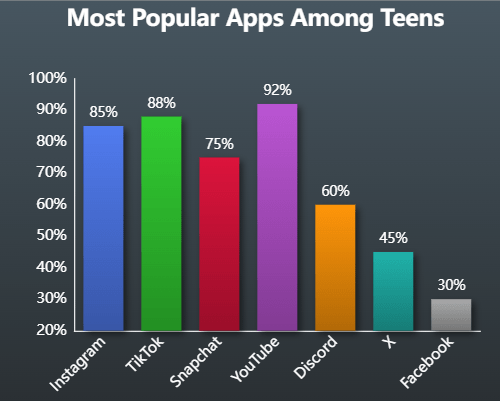 Most Popular Apps Among Teens
100%
90%
80%
70%
60%
50%
40%
30%
20%
85%
88%
75%
92%
60%
45%
30%
Instagram
TikTok
Snapchat
YouTube
Discord
X
Facebook